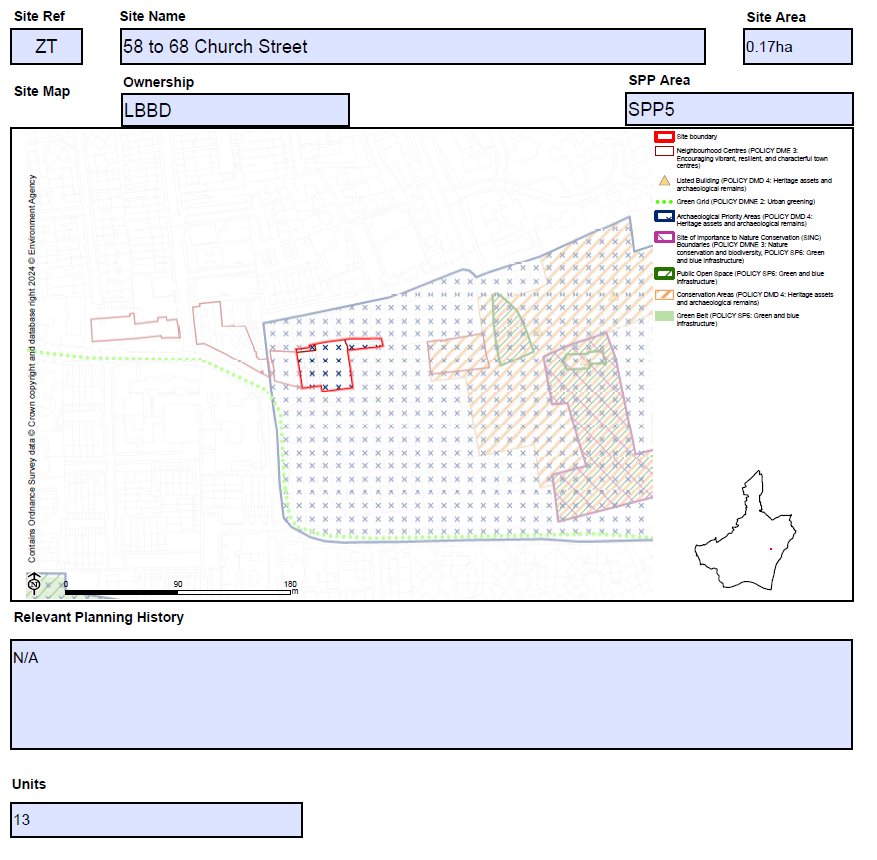 Site Ref
Site Name
Site Area
ZT
58 to 68 Church Street
0.17ha
Site Map
Ownership
SPP Area
LBBD
SPP5
Contains Ordnance Survey data © Crown copyright and database right 2024 © Environment Agency
Site boundary
Neighbourhood Centres (POLICY DME 3:
Encouraging vibrant, resilient, and characterful town
centres)
Listed Building (POLICY DMD 4: Heritage assets and
archaeological remains)
Green Grid (POLICY DMNE 2: Urban greening)
Archaeological Priority Areas (POLICY DMD 4:
Heritage assets and archaeological remains)
Site of Importance to Nature Conservation (SINC)
Boundaries (POLICY DMNE 3: Nature
conservation and biodiversity, POLICY SP6: Green
and blue infrastructure)
Public Open Space (POLICY SP6: Green and blue
infrastructure)
Conservation Areas (POLICY DMD 4: Heritage assets
and archaeological remains)
Green Belt (POLICY SP6: Green and blue
infrastructure)
N
0 90 180
m
Relevant Planning History
N/A
Units
13